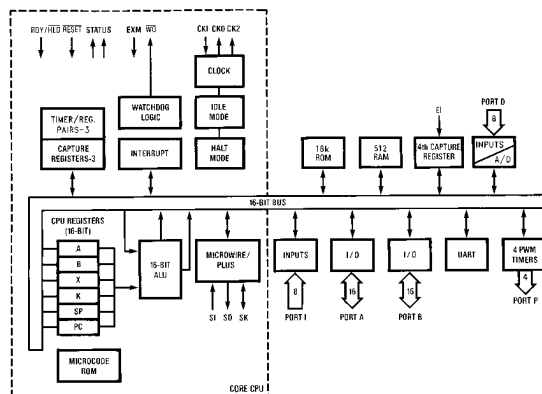 RDY/HLD RESET STATUS EXM WO CKI CKO CK2
CLOCK
TIMER/REG.
PAIRS-3
CAPTURE
REGISTERS-3
WATCHDOG
LOGIC
INTERRUPT
IDLE
MODE
HALT
MODE
16k
ROM
512
RAM
EI
4th CAPTURE
REGISTER
PORT D
8
INPUTS
A/D
16-BIT BUS
CPU REGISTERS
(16-BIT)
A
B
X
K
SP
PC
16-BIT
ALU
MICROWIRE/
PLUS
SI SO SK
MICROCODE
ROM
CORE CPU
INPUTS
8
PORT I
I/O
16
PORT A
I/O
16
PORT B
UART
4 PWM
TIMERS
4
PORT P